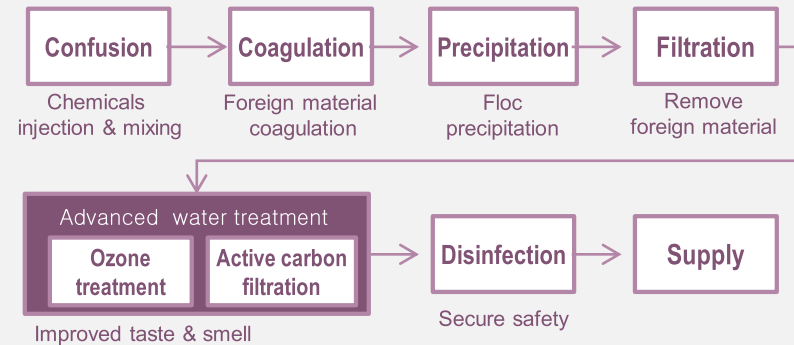 Confusion
Coagulation
Precipitation
Filtration
Chemicals
injection & mixing
Foreign material
coagulation
Floc
precipitation
Remove
foreign material
Advanced water treatment
Ozone
treatment
Active carbon
filtration
Improved taste & smell
Disinfection
Secure safety
Supply